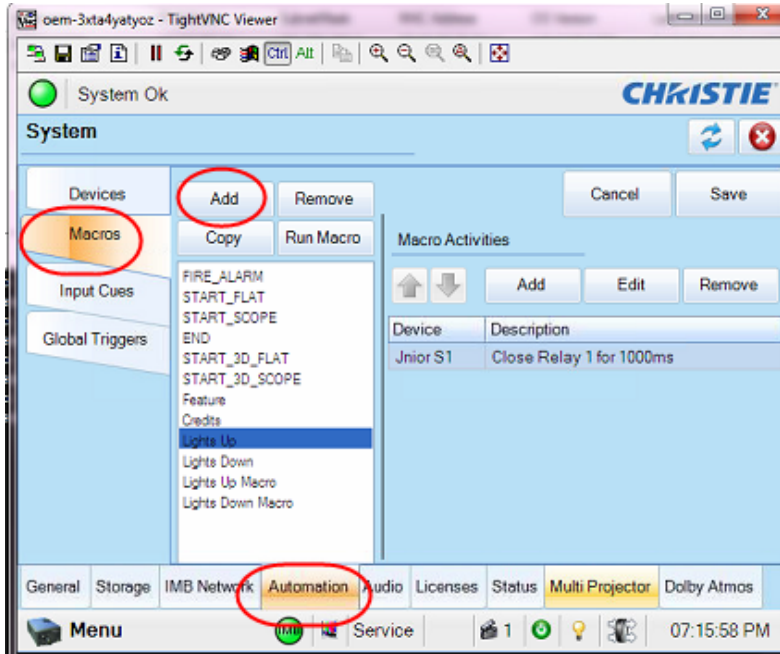 oem-3xta4yatyoz - TightVNC Viewer
Ctrl Alt
System Ok
CHRISTIE
System
Devices
Macros
Input Cues
Global Triggers
Add
Remove
Copy
Run Macro
FIRE_ALARM
START_FLAT
START_SCOPE
END
START_3D_FLAT
START_3D_SCOPE
Feature
Credits
Lights Up
Lights Down
Lights Up Macro
Lights Down Macro
Cancel
Save
Macro Activities
Add
Edit
Remove
Device Description
Jnior S1 Close Relay 1 for 1000ms
General Storage IMB Network Automation Audio Licenses Status Multi Projector Dolby Atmos
Menu IMB Service 1 07:15:58 PM